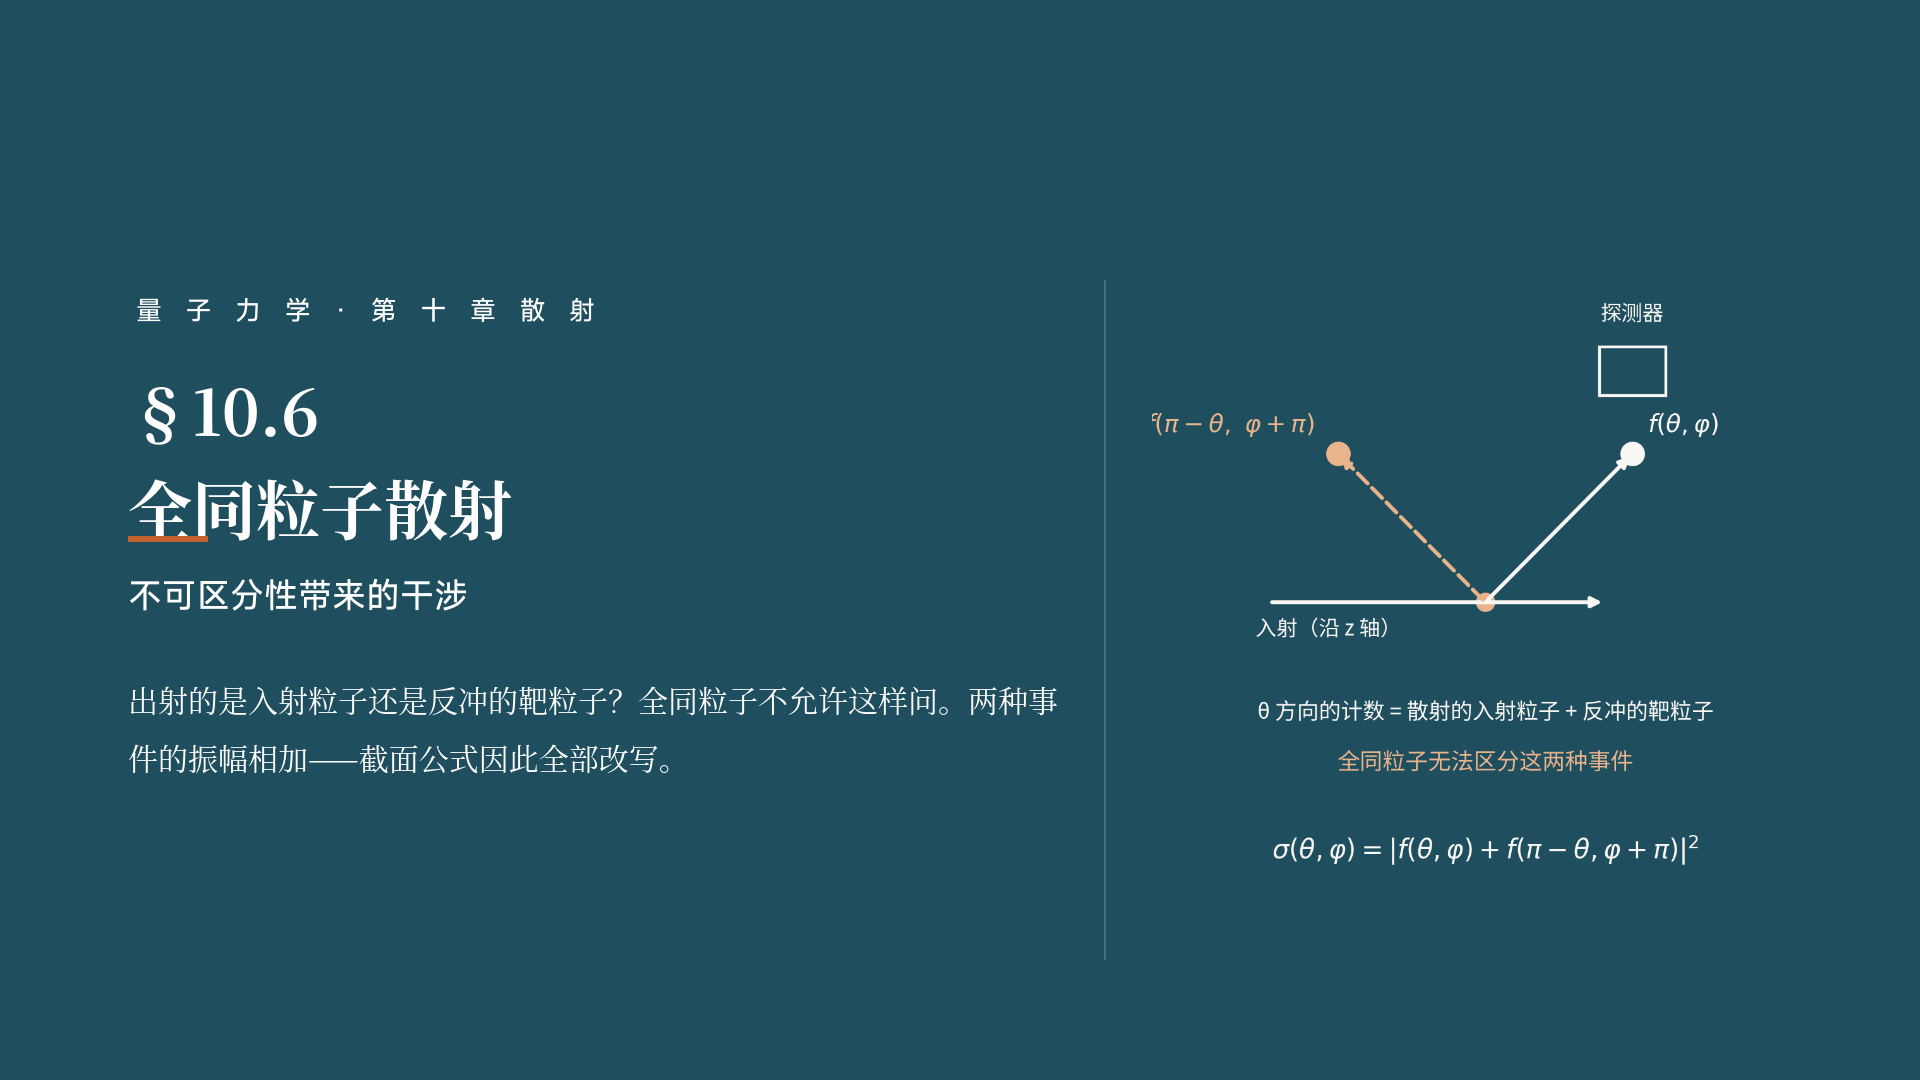 量子力学 · 第十章散射
§ 10.6
全同粒子散射
不可区分性带来的干涉
出射的是入射粒子还是反冲的靶粒子？全同粒子不允许这样问。两种事
件的振幅相加——截面公式因此全部改写。
探测器
f(π − θ, φ + π)
f(θ, φ)
入射（沿 z 轴）
θ 方向的计数 = 散射的入射粒子 + 反冲的靶粒子
全同粒子无法区分这两种事件
σ(θ, φ) = |f(θ, φ) + f(π − θ, φ + π)|²